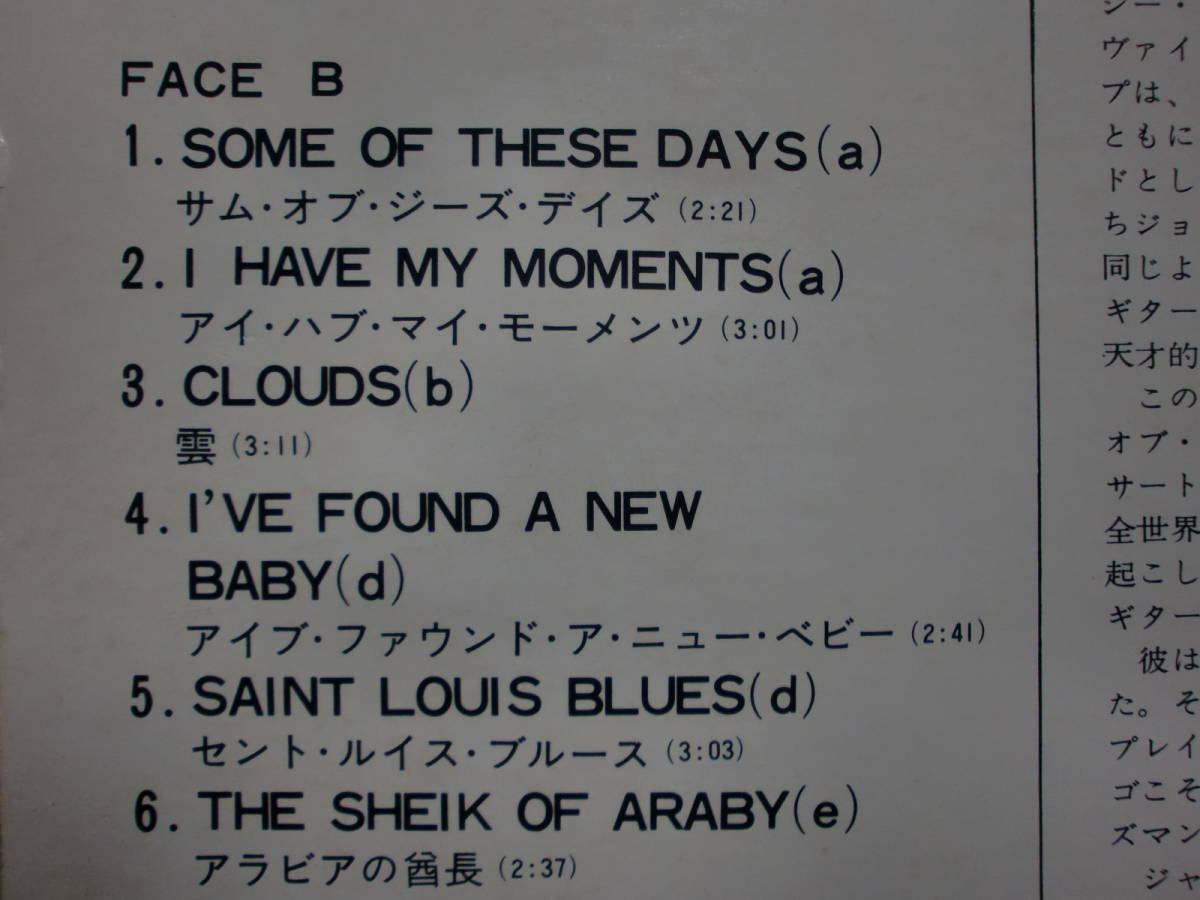 FACE B
1. SOME OF THESE DAYS(a)
サム・オブ・ジーズ・デイズ (2:21)
2. I HAVE MY MOMENTS(a)
アイ・ハブ・マイ・モーメンツ (3:01)
3. CLOUDS(b)
雲 (3:11)
4. I'VE FOUND A NEW
BABY(d)
アイブ・ファウンド・ア・ニュー・ベビー (2:41)
5. SAINT LOUIS BLUES(d)
セント・ルイス・ブルース (3:03)
6. THE SHEIK OF ARABY(e)
アラビアの酋長 (2:37)
シー・
ヴァイ
プは、
ともに
ドとし
ちジョ
同じよ
ギター
天才的
この
オブ・
サート
全世界
起こし
ギター
彼は
た。そ
プレイ
ゴこそ
ズマン
ジャ